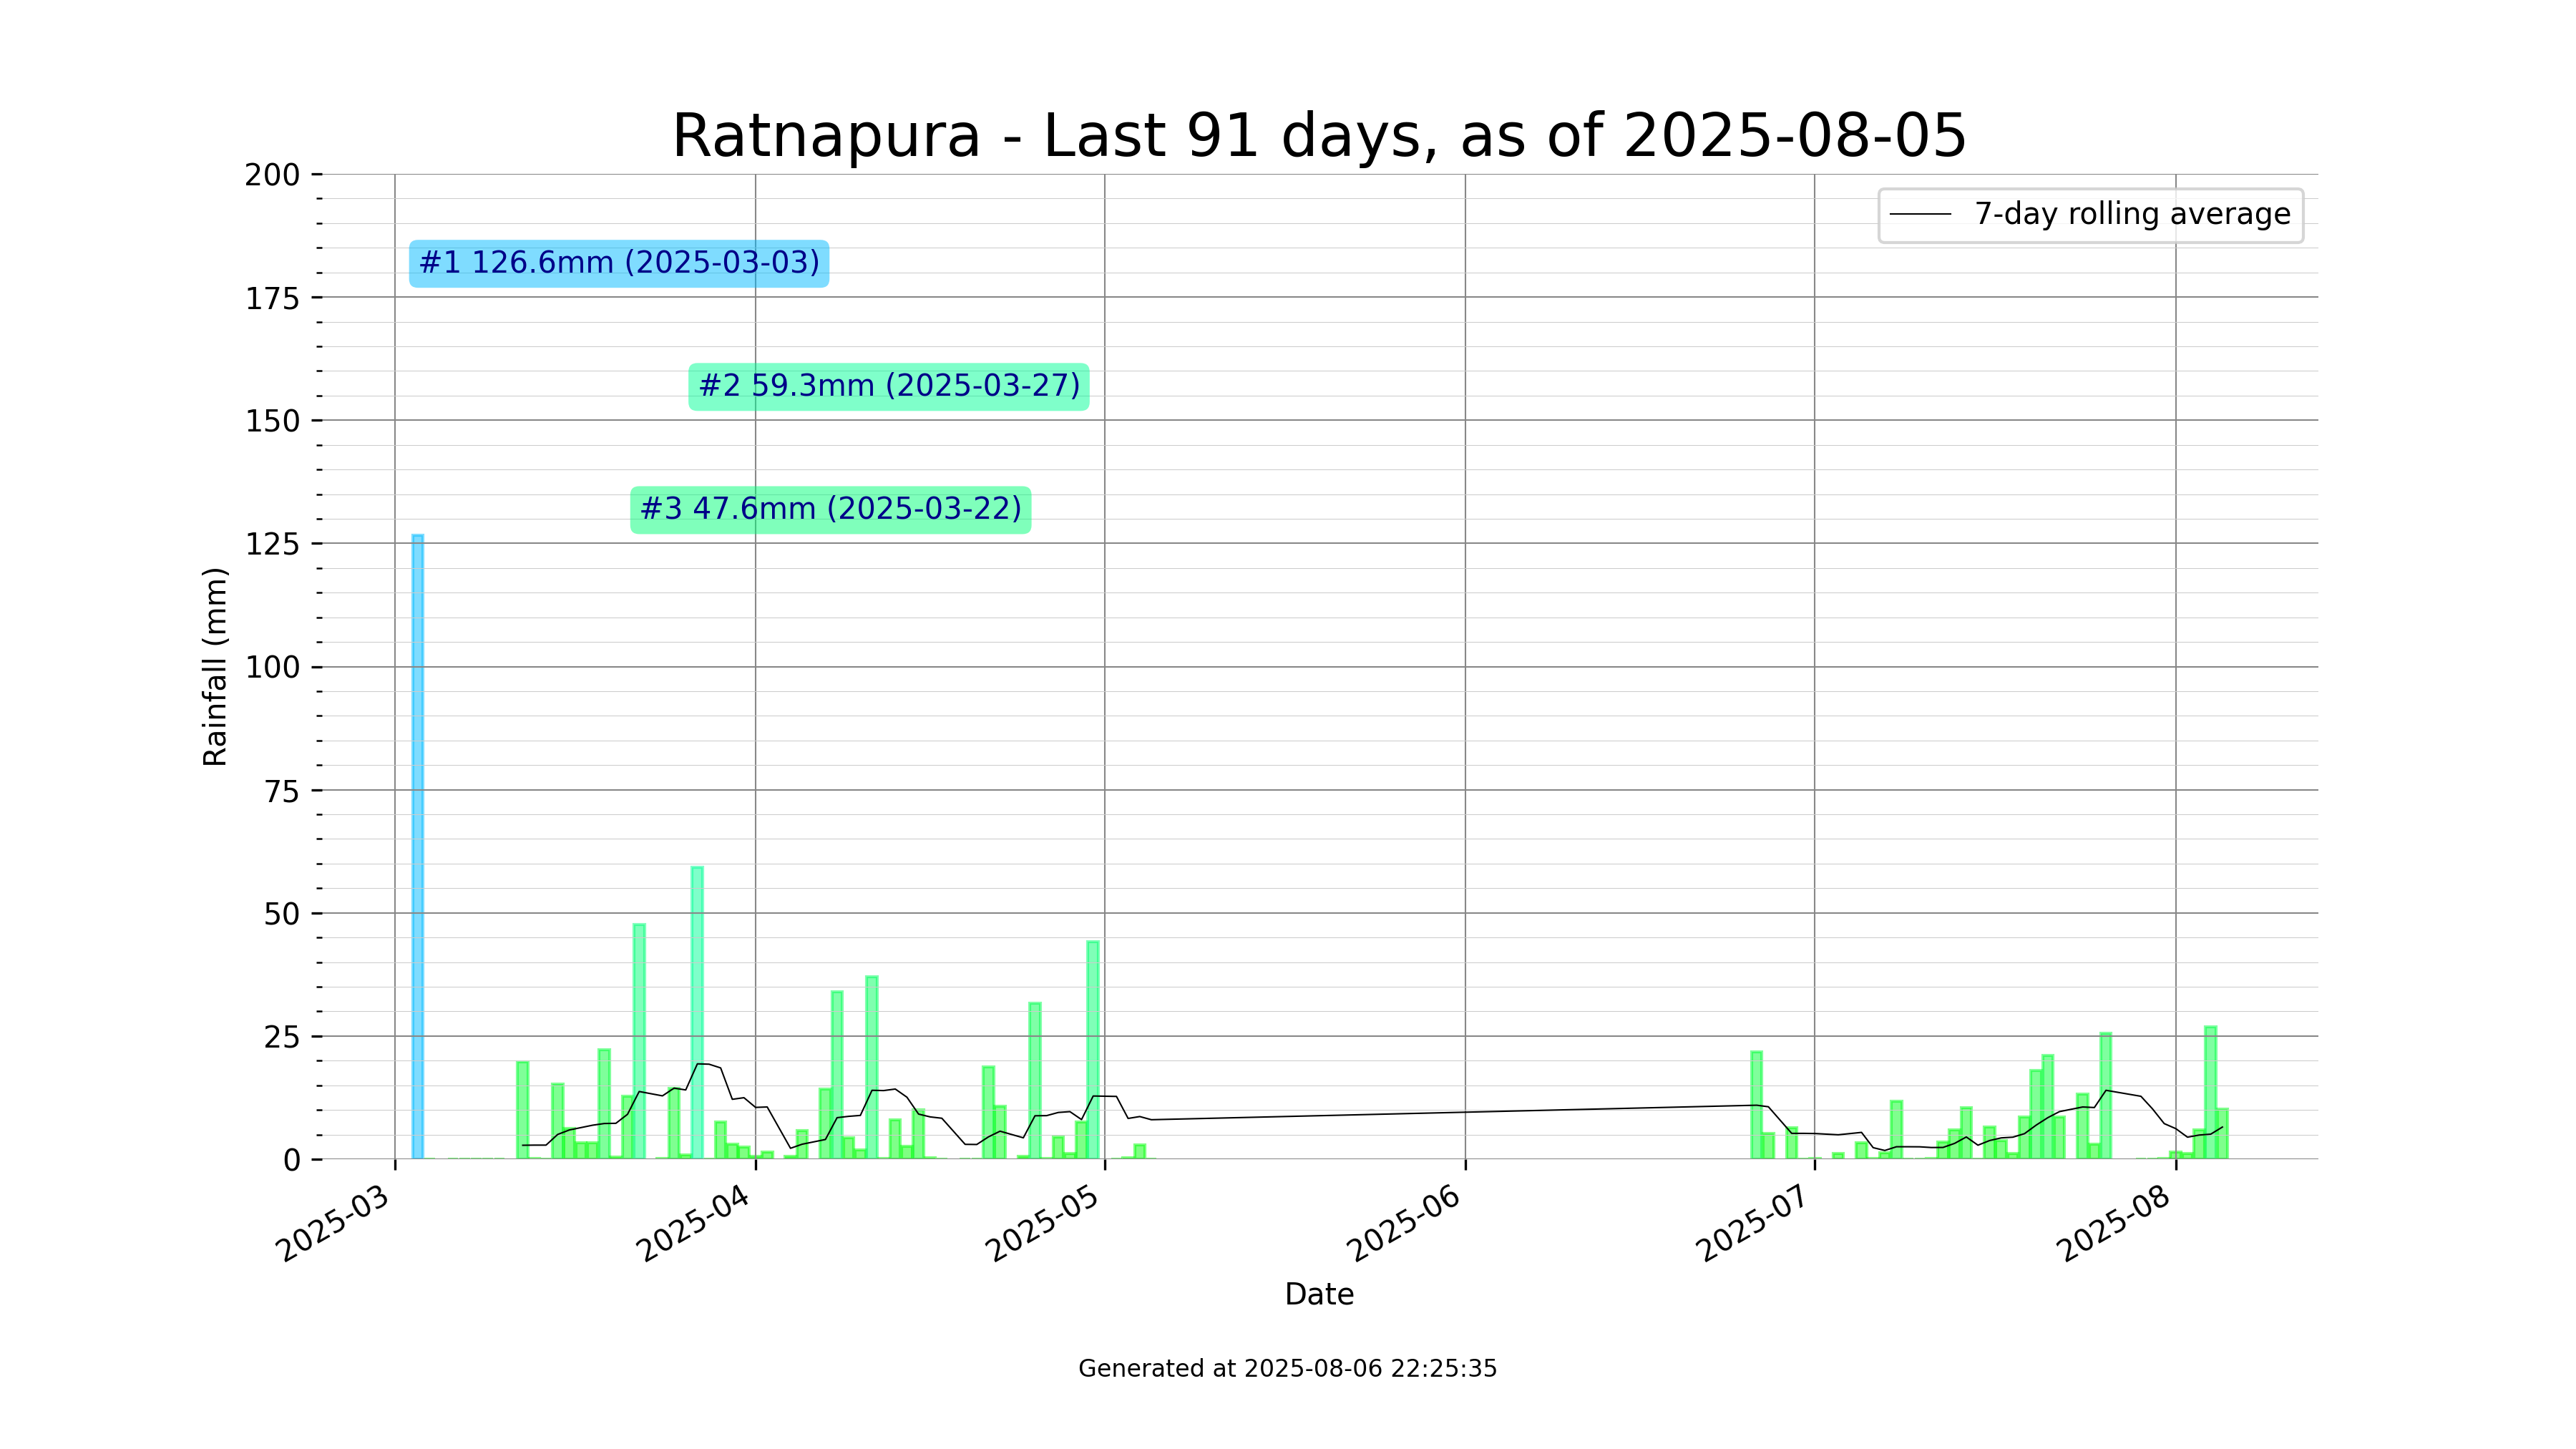 Ratnapura - Last 91 days, as of 2025-08-05
7-day rolling average
#1 126.6mm (2025-03-03)
#2 59.3mm (2025-03-27)
#3 47.6mm (2025-03-22)
Rainfall (mm)
200
175
150
125
100
75
50
25
0
2025-03
2025-04
2025-05
2025-06
2025-07
2025-08
Date
Generated at 2025-08-06 22:25:35